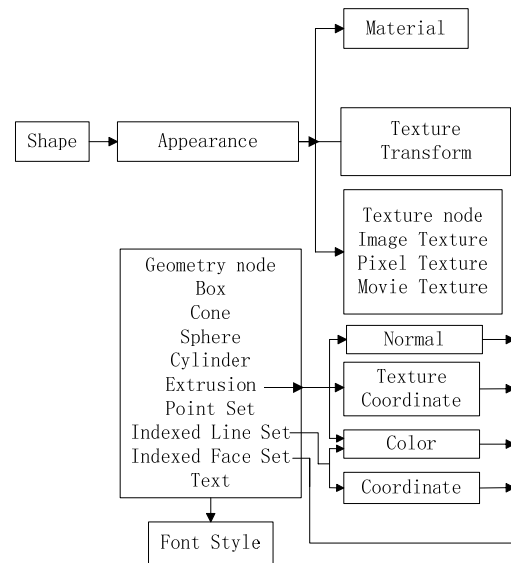 Material
Shape
Appearance
Texture
Transform
Texture node
Image Texture
Pixel Texture
Movie Texture
Geometry node
Box
Cone
Sphere
Cylinder
Extrusion
Point Set
Indexed Line Set
Indexed Face Set
Text
Normal
Texture
Coordinate
Color
Coordinate
Font Style